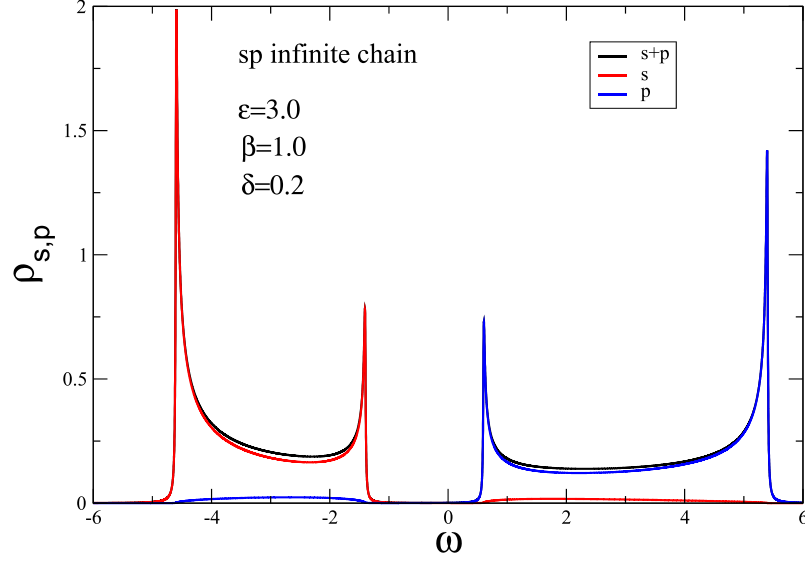 2
1.5
1
0.5
0
ρs,p
sp infinite chain
ε=3.0
β=1.0
δ=0.2
s+p
s
p
-6 -4 -2 0 2 4 6
ω